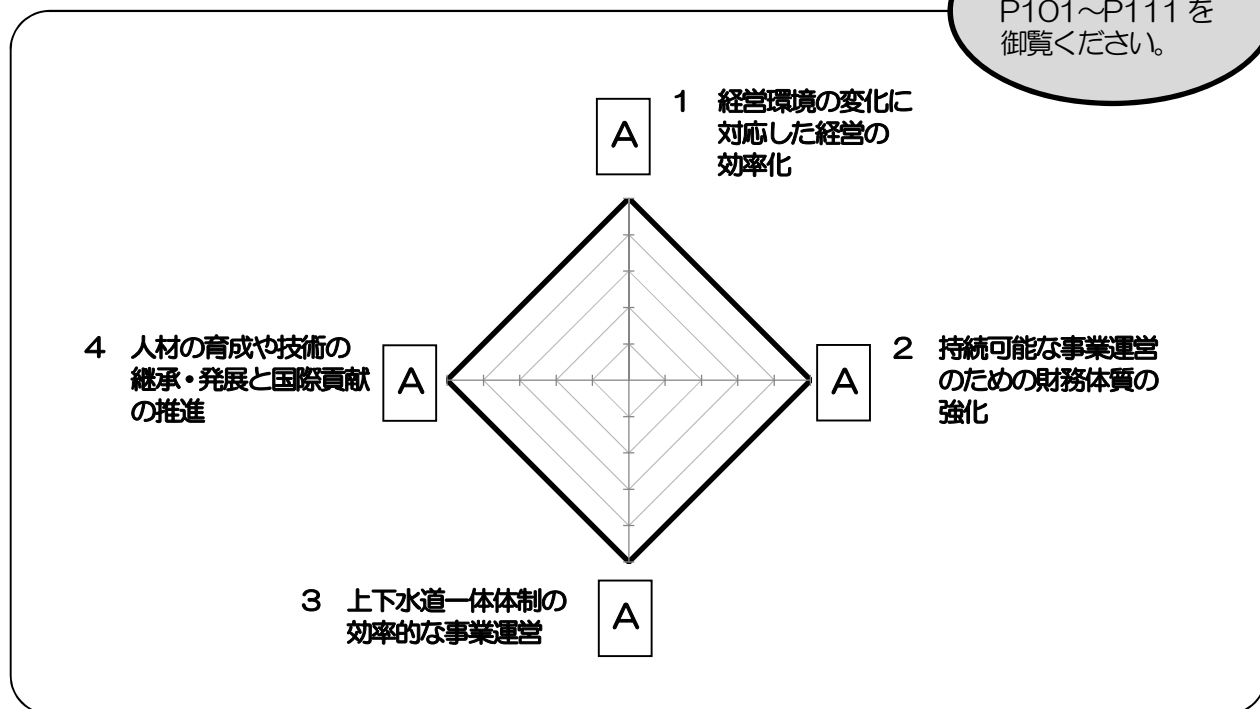 P101～P111 を
御覧ください。
A
1 経営環境の変化に
対応した経営の
効率化
4 人材の育成や技術の
継承・発展と国際貢献
の推進
A
A
2 持続可能な事業運営
のための財務体質の
強化
3 上下水道一体体制の
効率的な事業運営
A